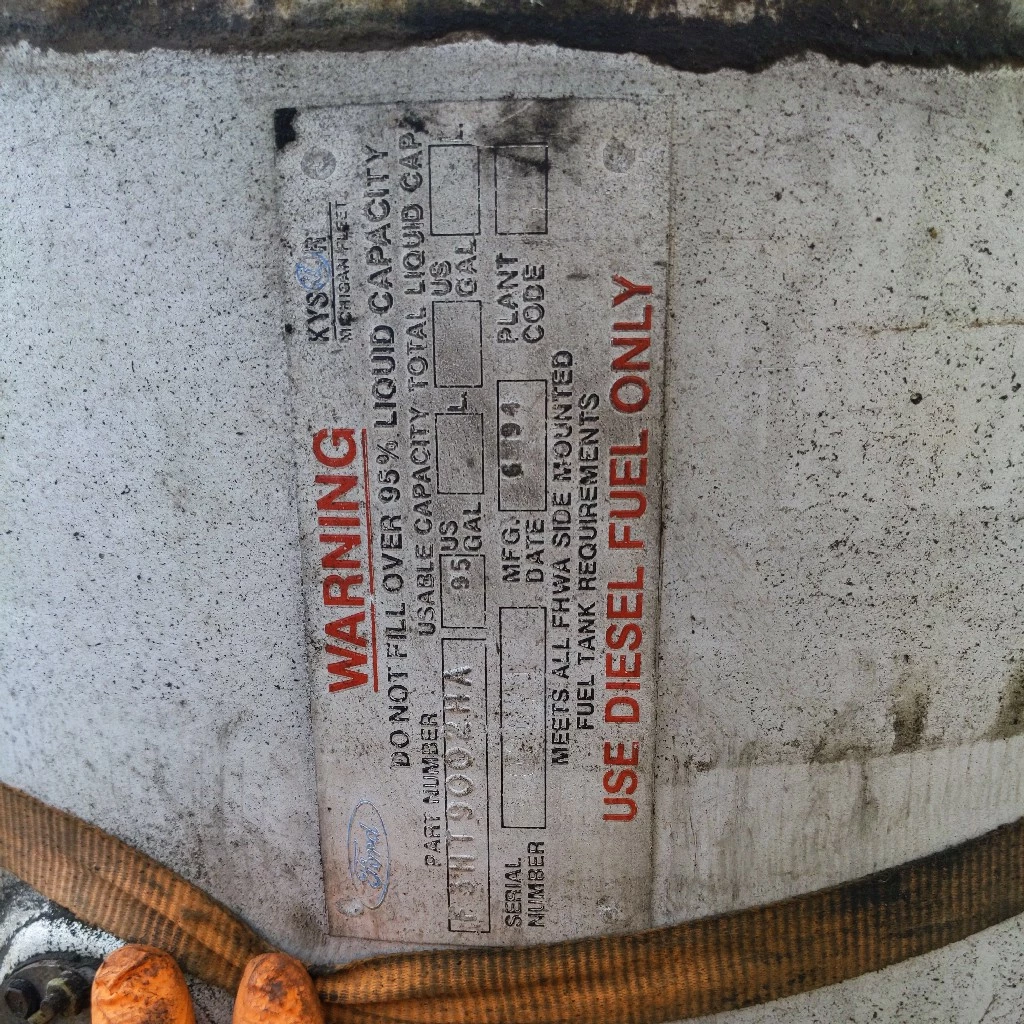 Ford
WARNING
KYSOR
MICHIGAN FLEET
DO NOT FILL OVER 95% LIQUID CAPACITY
PART NUMBER
USABLE CAPACITY
TOTAL LIQUID CAP.
95 US GAL
L
US GAL
L
SERIAL NUMBER
MFG. DATE
6 94
PLANT CODE
MEETS ALL FHWA SIDE MOUNTED
FUEL TANK REQUIREMENTS
USE DIESEL FUEL ONLY